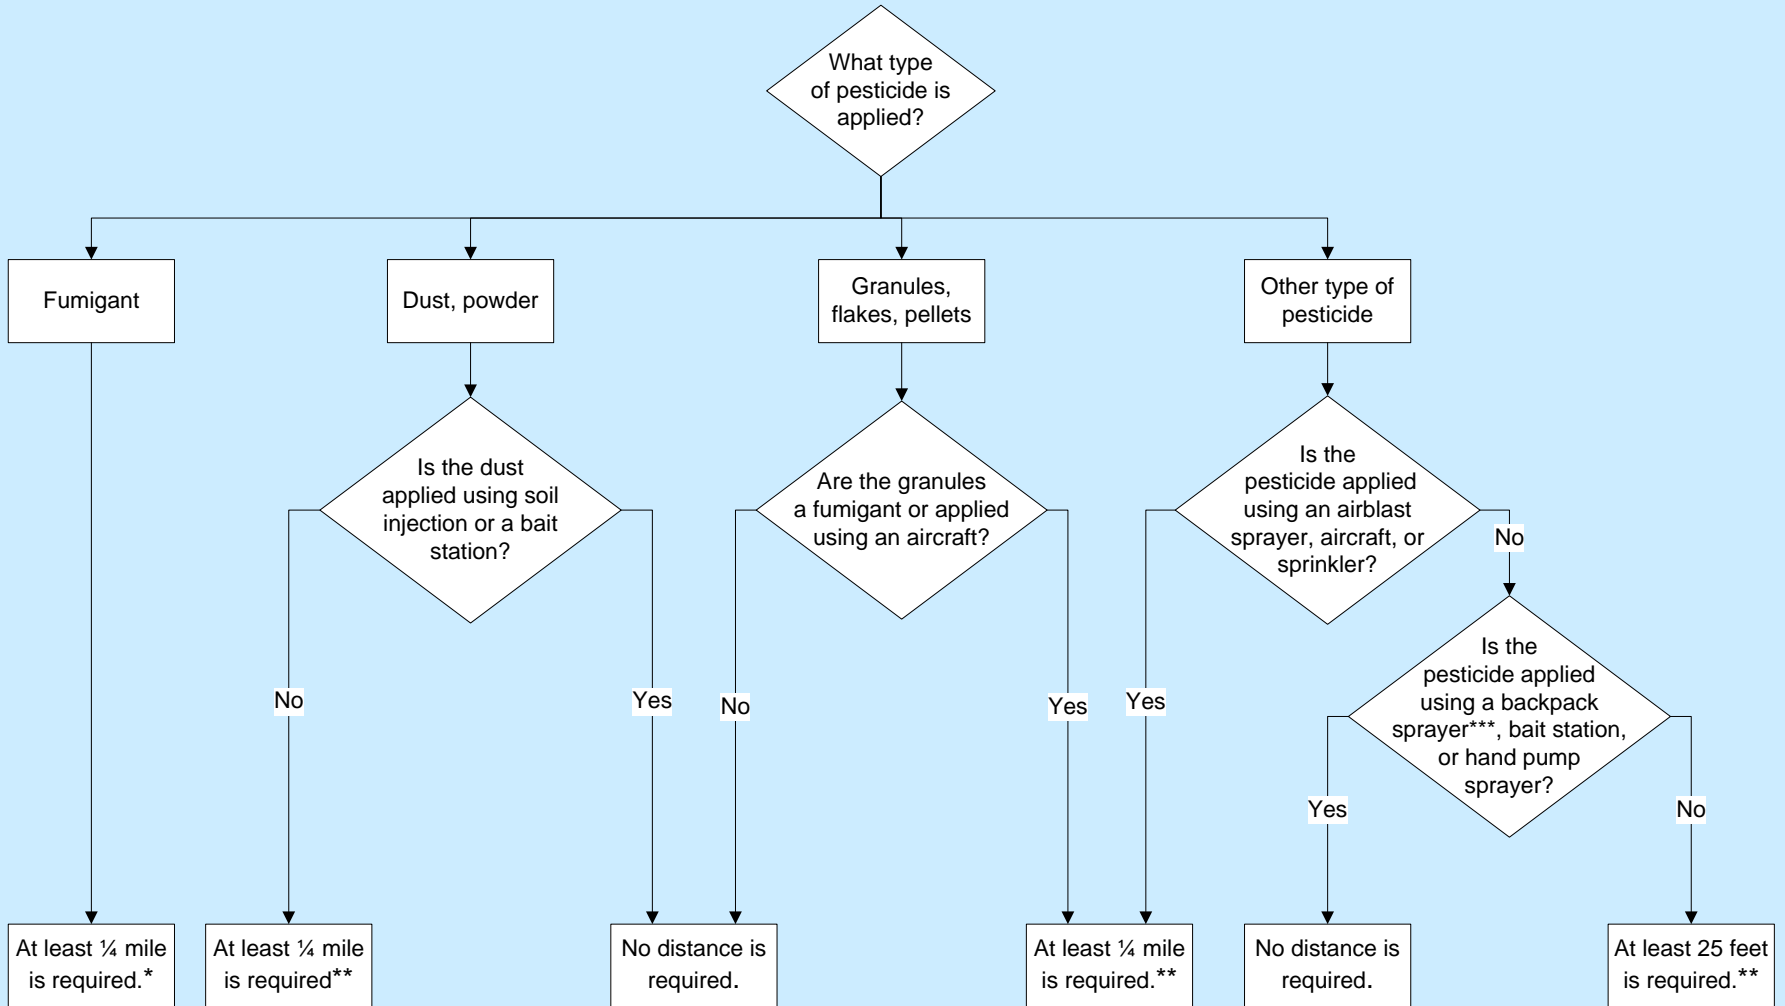 What type
of pesticide is
applied?
Fumigant
Dust, powder
Granules,
flakes, pellets
Other type of
pesticide
Is the dust
applied using soil
injection or a bait
station?
Are the granules
a fumigant or applied
using an aircraft?
Is the
pesticide applied
using an airblast
sprayer, aircraft, or
sprinkler?
No
Is the
pesticide applied
using a backpack
sprayer***, bait station,
or hand pump
sprayer?
No
Yes
No
Yes
Yes
Yes
No
At least ¼ mile
is required.*
At least ¼ mile
is required**
No distance is
required.
At least ¼ mile
is required.**
No distance is
required.
At least 25 feet
is required.**